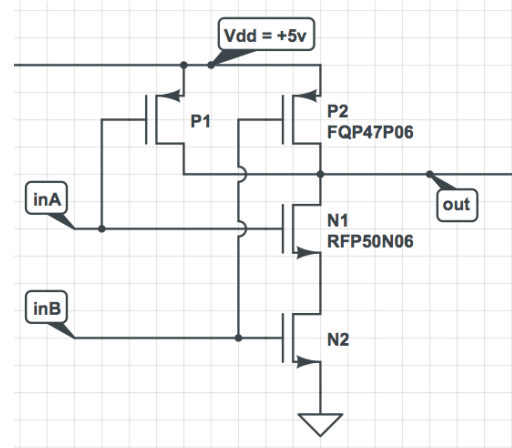 Vdd = +5v
P1
P2
FQP47P06
inA
out
N1
RFP50N06
inB
N2